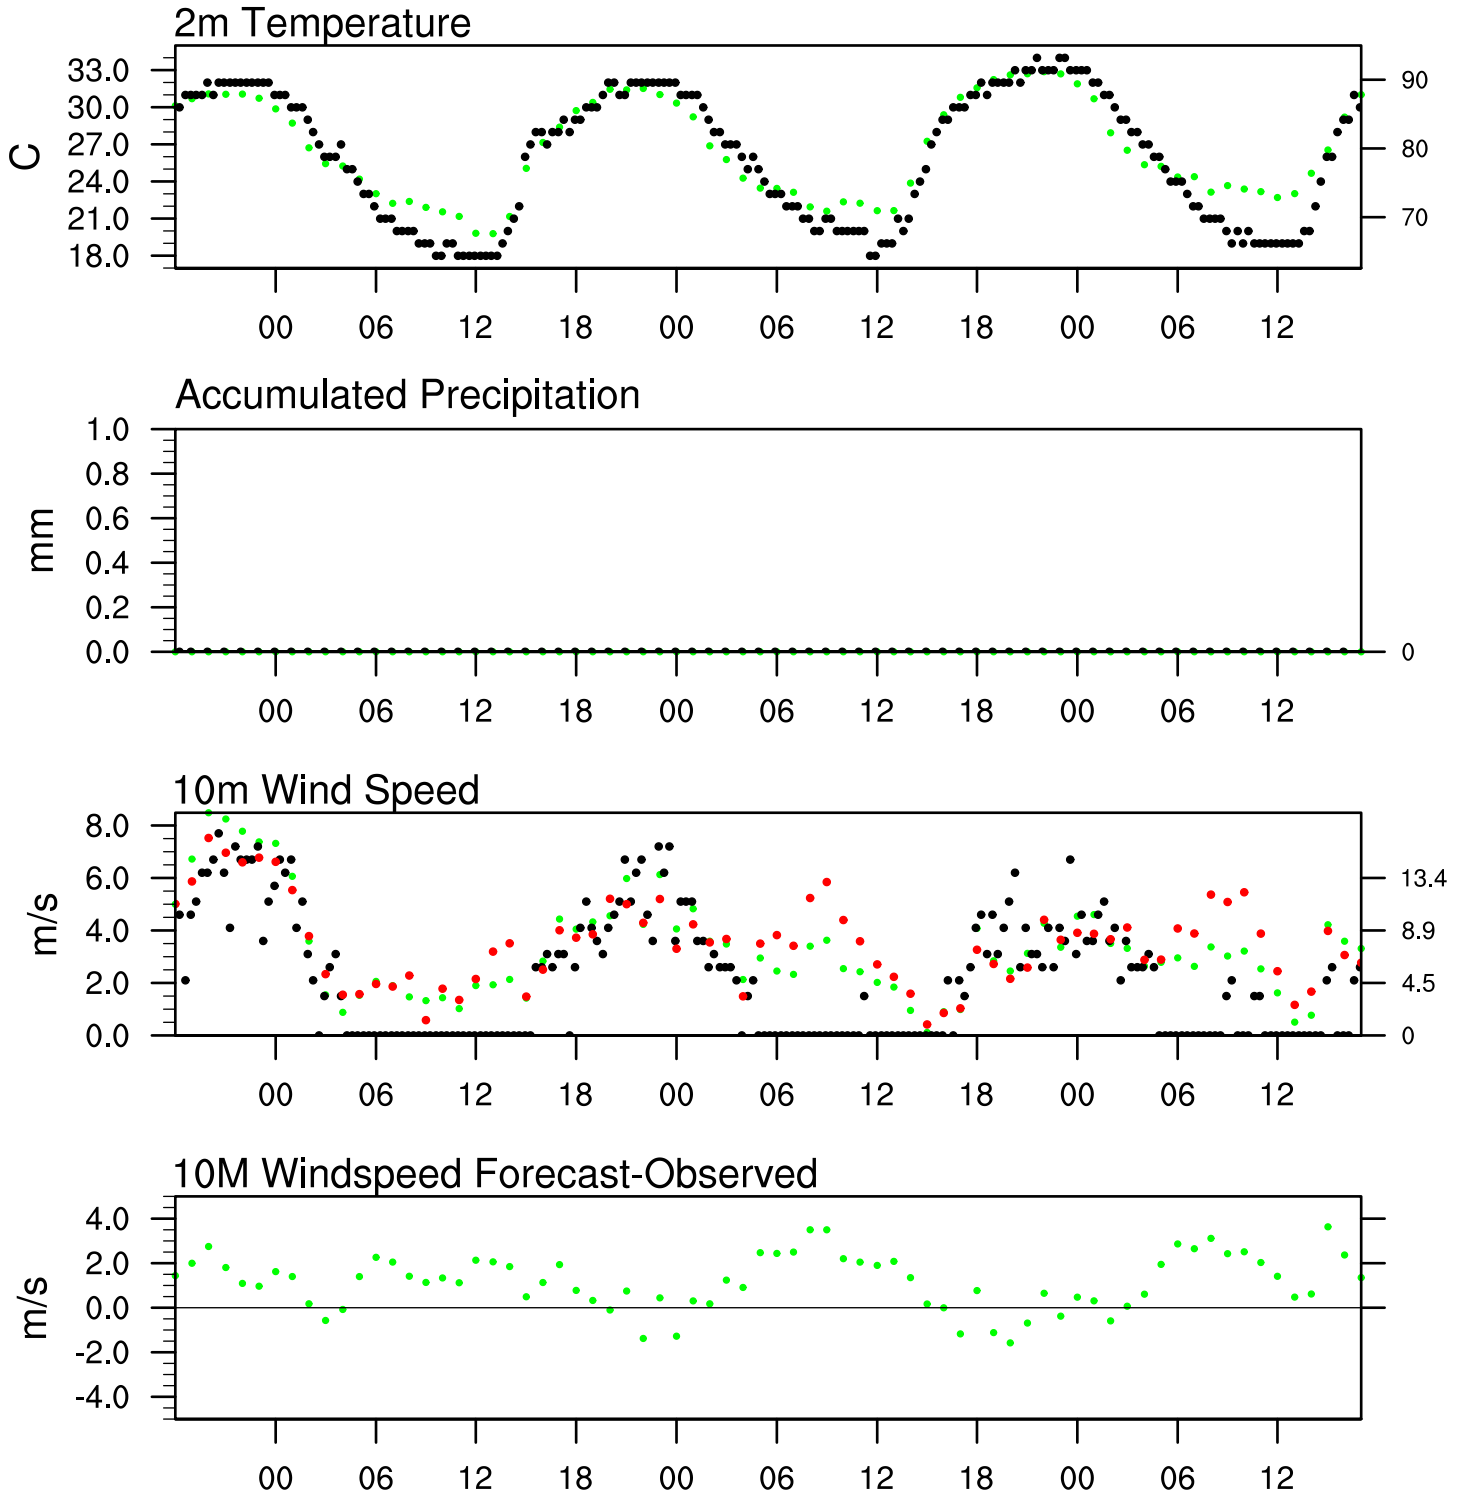 2m Temperature
33.0
30.0
27.0
24.0
21.0
18.0
C
90
80
70
00 06 12 18 00 06 12 18 00 06 12
Accumulated Precipitation
1.0
0.8
0.6
0.4
0.2
0.0
mm
0
00 06 12 18 00 06 12 18 00 06 12
10m Wind Speed
8.0
6.0
4.0
2.0
0.0
m/s
13.4
8.9
4.5
0
00 06 12 18 00 06 12 18 00 06 12
10M Windspeed Forecast-Observed
4.0
2.0
0.0
-2.0
-4.0
m/s
00 06 12 18 00 06 12 18 00 06 12